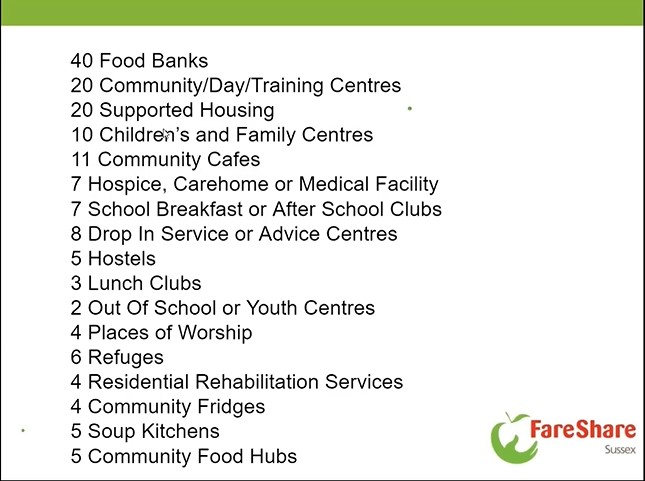 40 Food Banks
20 Community/Day/Training Centres
20 Supported Housing
10 Children's and Family Centres
11 Community Cafes
7 Hospice, Carehome or Medical Facility
7 School Breakfast or After School Clubs
8 Drop In Service or Advice Centres
5 Hostels
3 Lunch Clubs
2 Out Of School or Youth Centres
4 Places of Worship
6 Refuges
4 Residential Rehabilitation Services
4 Community Fridges
5 Soup Kitchens
5 Community Food Hubs
FareShare
Sussex